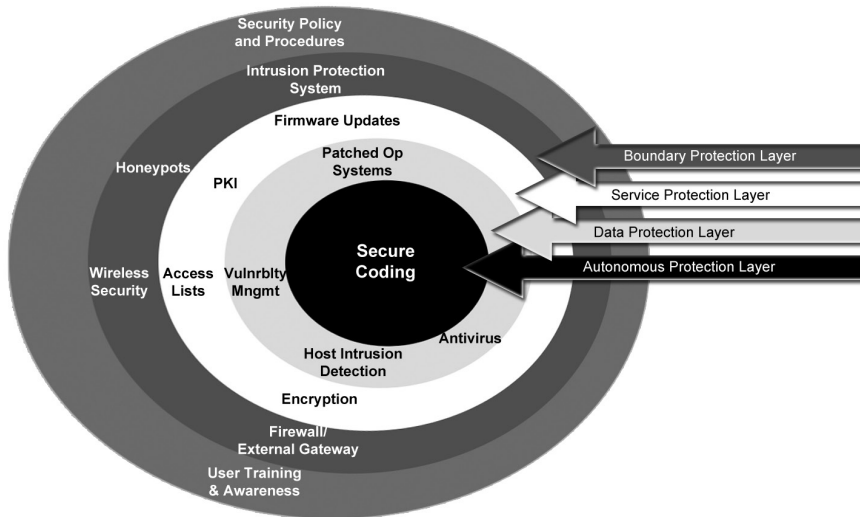 Security Policy
and Procedures
Intrusion Protection
System
Firmware Updates
Patched Op
Systems
Honeypots
PKI
Secure
Coding
Wireless
Security
Access
Lists
Vulnrblty
Mngmt
Antivirus
Host Intrusion
Detection
Encryption
Firewall/
External Gateway
User Training
& Awareness
Boundary Protection Layer
Service Protection Layer
Data Protection Layer
Autonomous Protection Layer